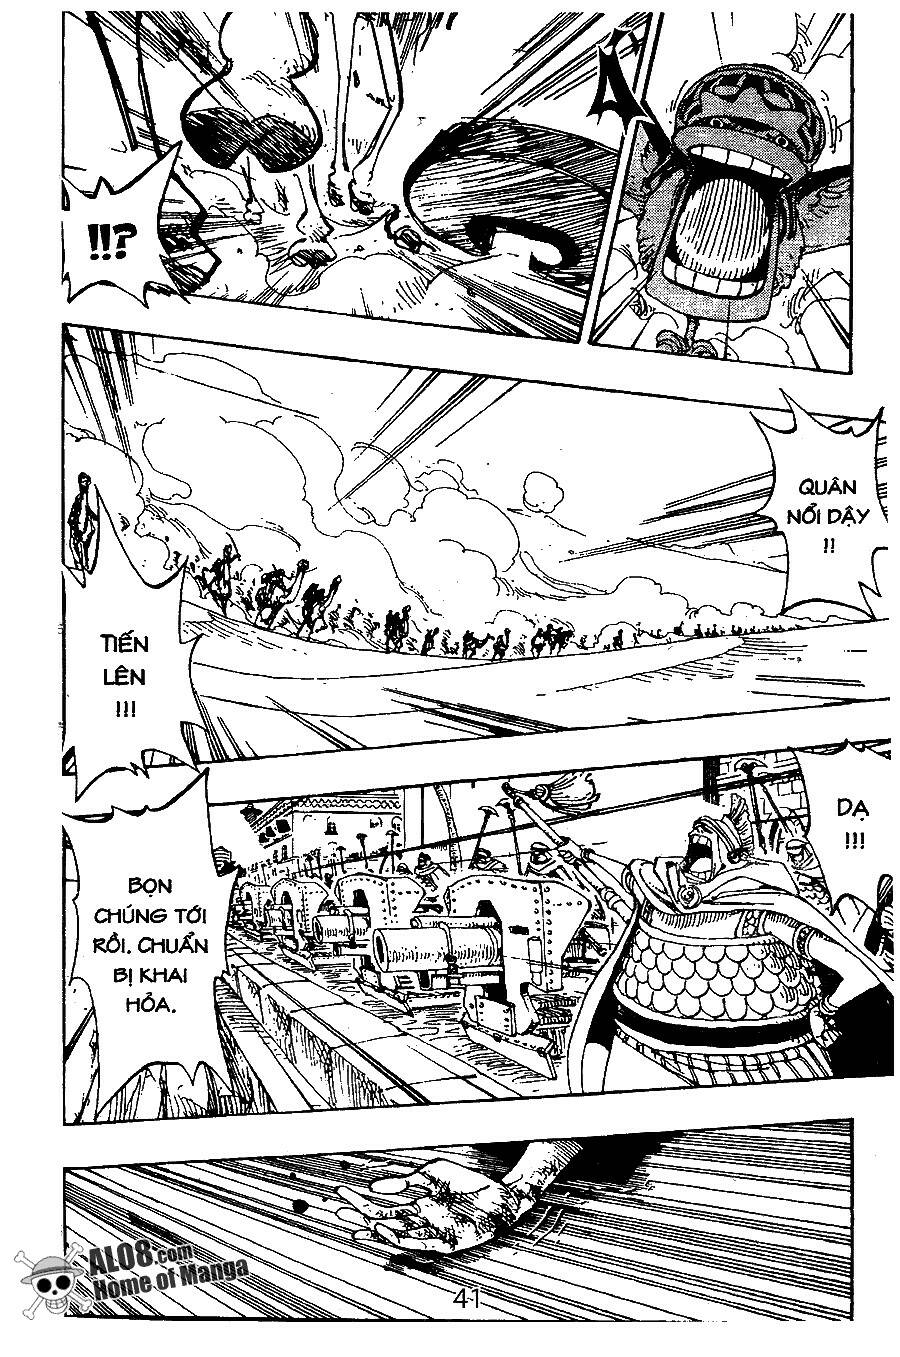 !!?
QUÂN
NỔI DẬY
!!
TIẾN
LÊN
!!!
DẠ
!!!
BỌN
CHÚNG TỚI
RỒI. CHUẨN
BỊ KHAI
HỎA.
41
ALO8.com
Home of Manga